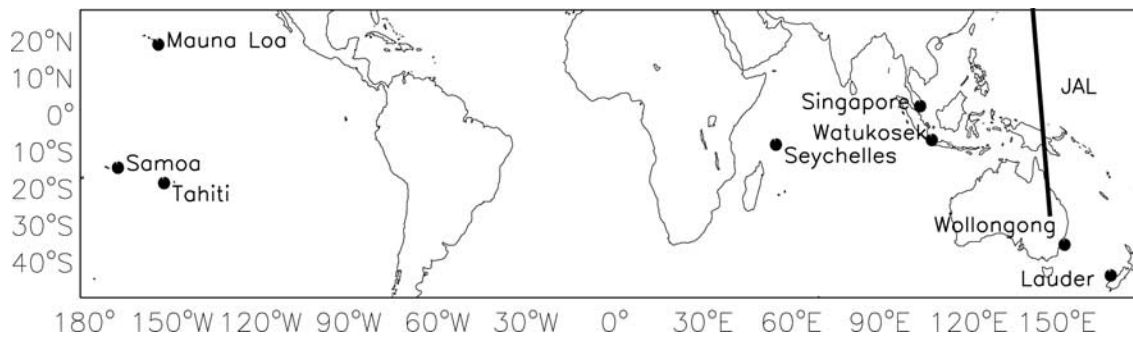 20°N
Mauna Loa
10°N
JAL
Singapore
0°
Watukosek
10°S
Seychelles
Samoa
20°S
Tahiti
30°S
Wollongong
40°S
Lauder
180° 150°W 120°W 90°W 60°W 30°W 0° 30°E 60°E 90°E 120°E 150°E